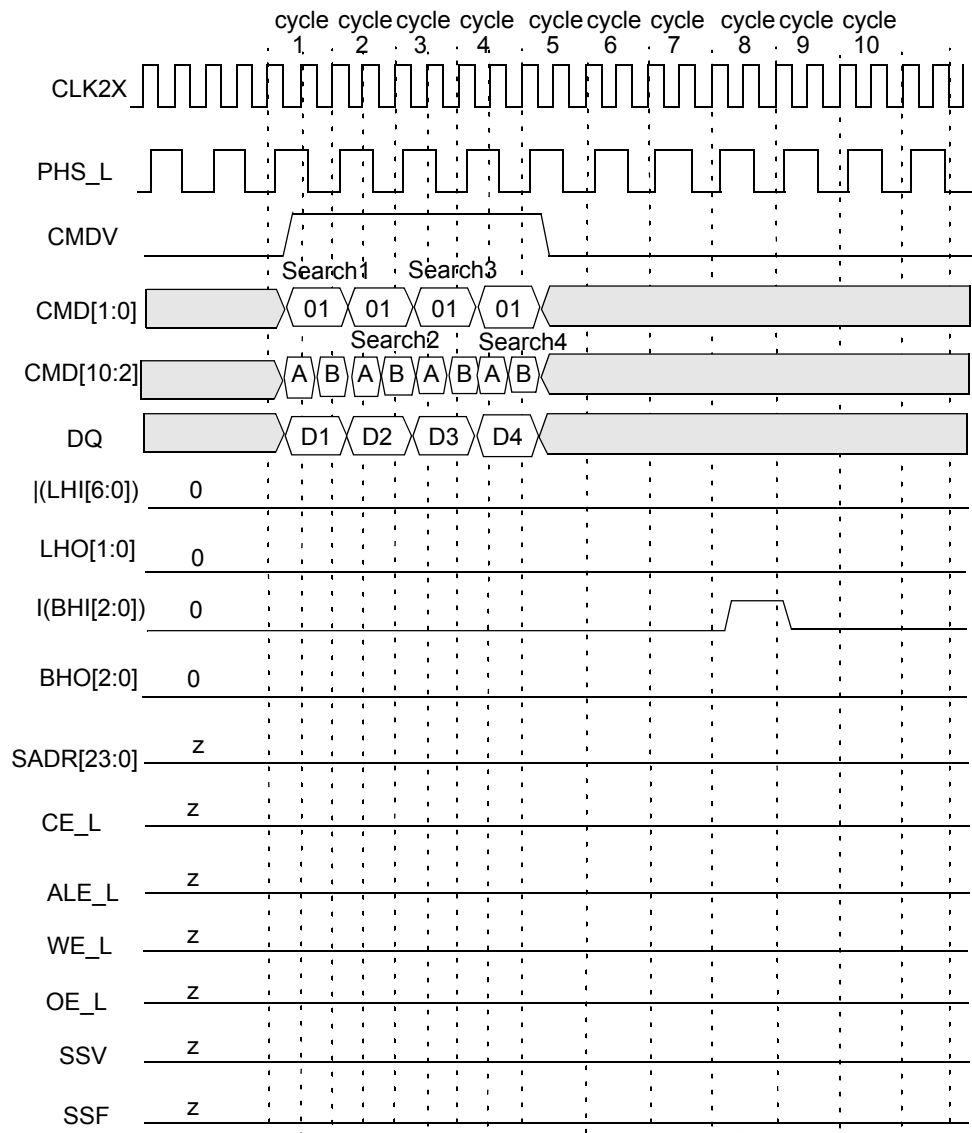 cycle cycle cycle cycle cycle cycle cycle cycle cycle cycle
1 2 3 4 5 6 7 8 9 10
CLK2X
PHS_L
CMDV
Search1 Search3
CMD[1:0] 01 01 01 01
Search2 Search4
CMD[10:2] A B A B A B A B
DQ D1 D2 D3 D4
|(LHI[6:0]) 0
LHO[1:0] 0
I(BHI[2:0]) 0
BHO[2:0] 0
SADR[23:0] z
CE_L z
ALE_L z
WE_L z
OE_L z
SSV z
SSF z